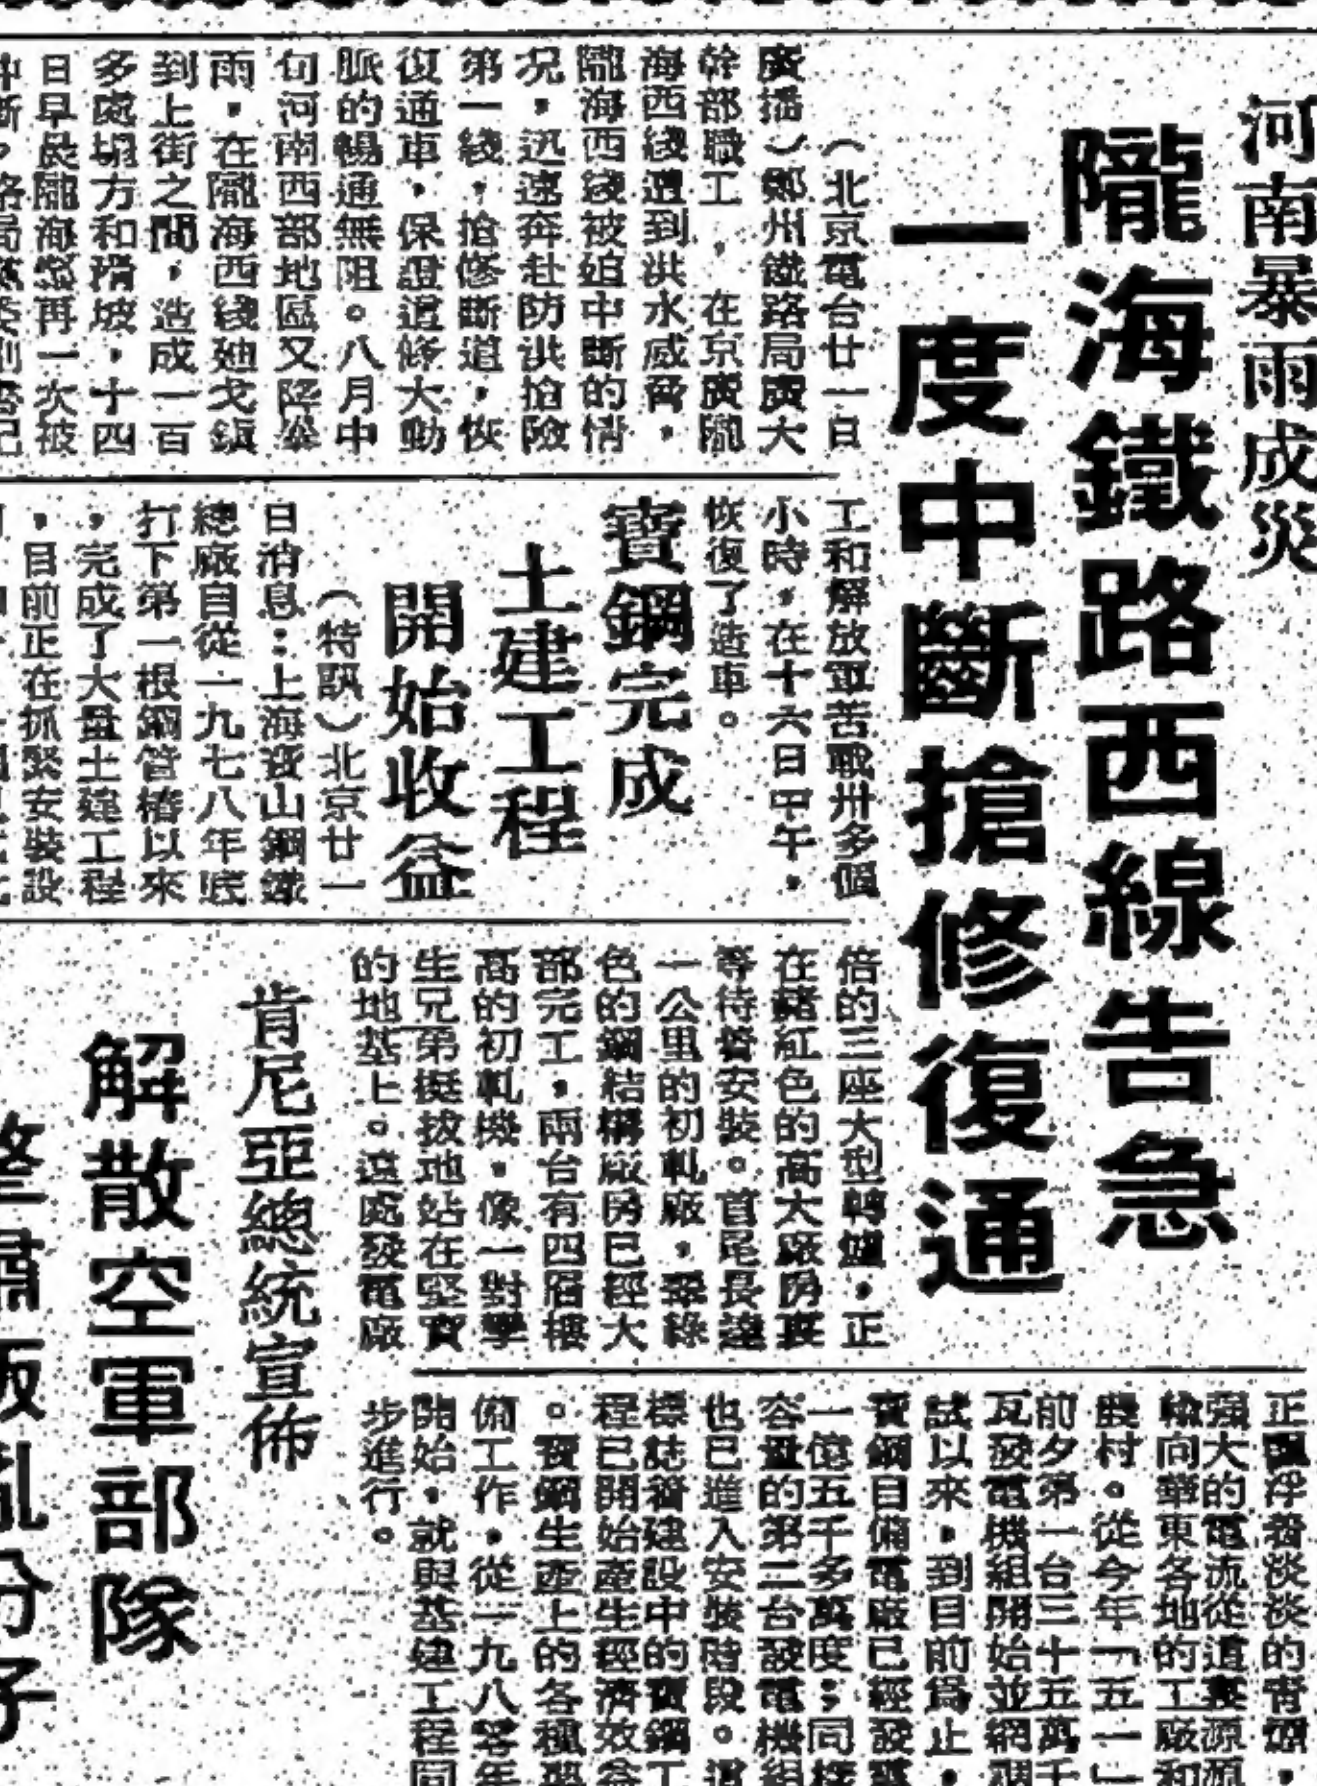 河南暴雨成災
隴海鐵路西線告急
一度中斷搶修復通
（北京電台廿一日
廣播）鄭州鐵路局廣大
幹部職工，在京廣隴
海西綫遭到洪水威脅，
隴海西綫被迫中斷的情
況，迅速奔赴防洪搶險
第一綫，搶修斷道，恢
復通車，保證這條大動
脈的暢通無阻。八月中
旬河南西部地區又降暴
雨，在隴海西綫廸戈鎮
到上街之間，造成一百
多處塌方和滑坡，十四
日早晨隴海綫再一次被
冲斷，路局黨委副書記
工和解放軍苦戰卅多個
小時，在十六日中午，
恢復了通車。
寶鋼完成
土建工程
開始收益
（特訊）北京廿一
日消息：上海寶山鋼鐵
總廠自從一九七八年底
打下第一根鋼管樁以來
，完成了大量土建工程
，目前正在抓緊安裝設
倍的三座大型轉爐，正
在赭紅色的高大廠房裏
等待着安裝。首尾長達
一公里的初軋廠，翠綠
色的鋼結構廠房已經大
部完工，兩台有四層樓
高的初軋機，像一對孿
生兄弟挺拔地站在堅實
的地基上。遠處發電廠
正飄浮着淡淡的青煙，
强大的電流從這裏源源
輸向華東各地的工廠和
農村。從今年「五一」
前夕第一台三十五萬千
瓦發電機組開始並網調
試以來，到目前爲止，
寶鋼自備電廠已經發電
一億五千多萬度；同樣
容量的第二台發電機組
也已進入安裝階段。這
標誌着建設中的寶鋼工
程已開始產生經濟效益
。寶鋼生產上的各種準
備工作，從一九八零年
開始，就與基建工程同
步進行。
肯尼亞總統宣佈
解散空軍部隊
整肅叛亂份子